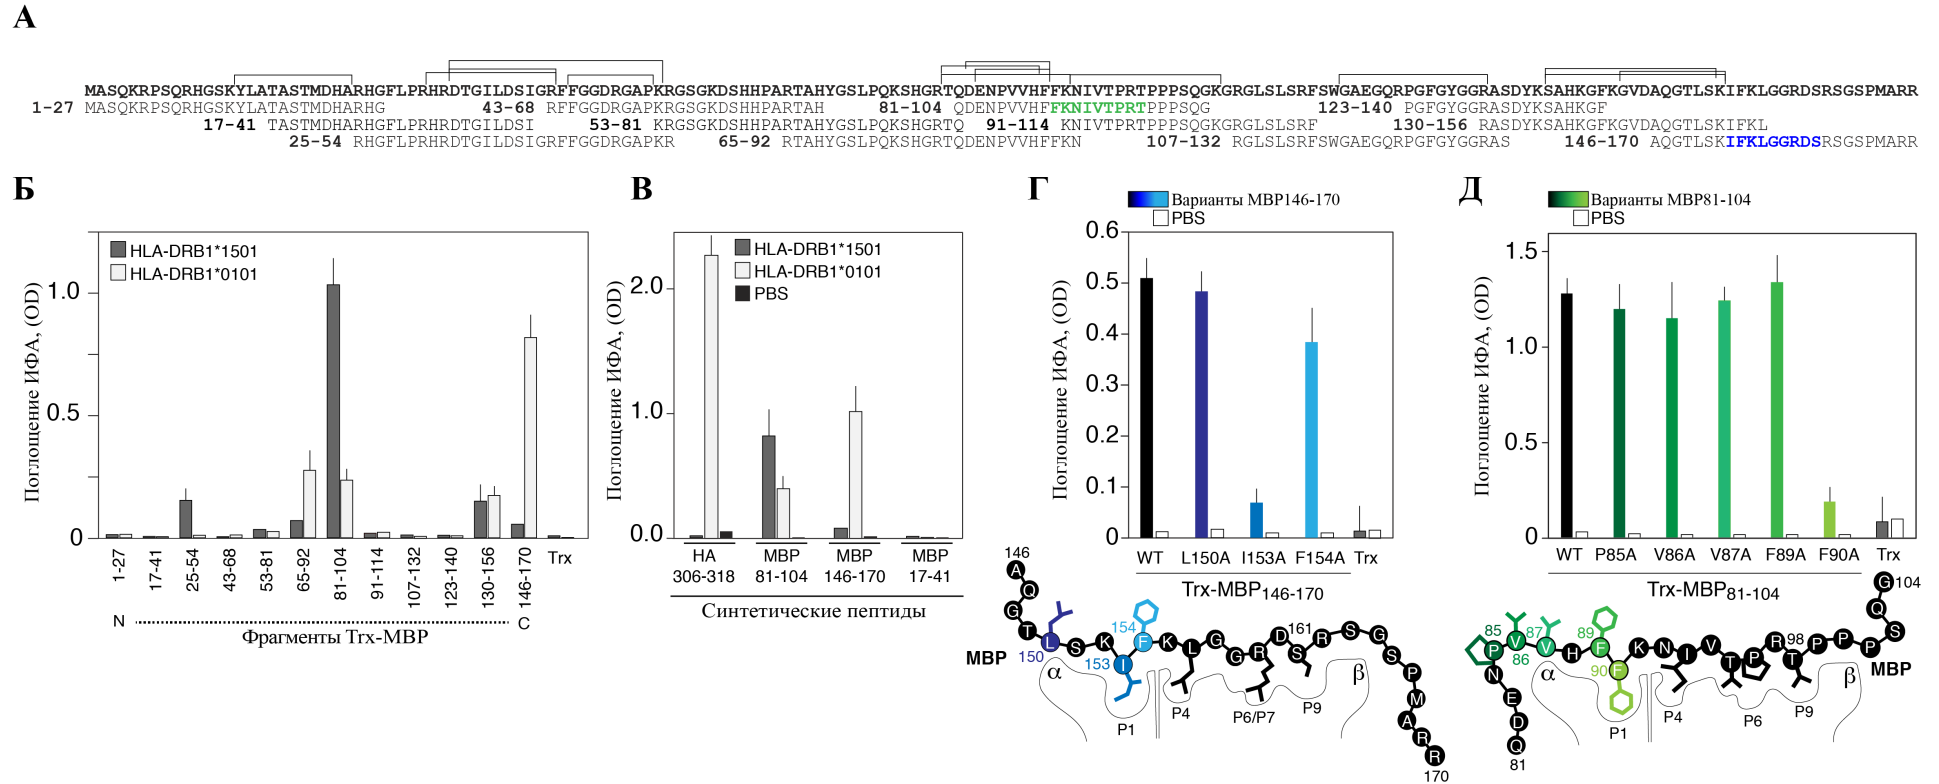 А
MASQKRPSQRHGSKYLATASTMDHARHGFLPRHRDTGILDSIGRFFGGDRGAPKRGSGKDSHHPARTAHYGSLPQKSHGRTQDENPVVHFFKNIVTPRTPPPSQGKGRGLSLSRFSWGAEGQRPGFGYGGRASDYKSAHKGFKGVDAQGTLSKIFKLGGRDSRSGSPMARR
1-27 MASQKRPSQRHGSKYLATASTMDHARHG 43-68 RFFGGDRGAPKRGSGKDSHHPARTAH 81-104 QDENPVVHFFKNIVTPRTPPPSQG 123-140 PGFGYGGRASDYKSAHKGF
17-41 TASTMDHARHGFLPRHRDTGILDSI 53-81 KRGSGKDSHHPARTAHYGSLPQKSHGRTQ 91-114 KNIVTPRTPPPSQGKGRGLSLSRF 130-156 RASDYKSAHKGFKGVDAQGTLSKIFKL
25-54 RHGFLPRHRDTGILDSIGRFFGGDRGAPKR 65-92 RTAHYGSLPQKSHGRTQDENPVVHFFKN 107-132 RGLSLSRFSWGAEGQRPGFGYGGRAS 146-170 AQGTLSKIFKLGGRDSRSGSPMARR
Б
HLA-DRB1*1501
HLA-DRB1*0101
Поглощение ИФА, (OD)
1.0
0.5
0
1-27 17-41 25-54 43-68 53-81 65-92 81-104 91-114 107-132 123-140 130-156 146-170 Trx
N C
Фрагменты Trx-MBP
В
HLA-DRB1*1501
HLA-DRB1*0101
PBS
Поглощение ИФА, (OD)
2.0
1.0
0.0
HA MBP MBP MBP
306-318 81-104 146-170 17-41
Синтетические пептиды
Г
Варианты MBP146-170
PBS
Поглощение ИФА, (OD)
0.6
0.5
0.4
0.3
0.2
0.1
0
WT L150A I153A F154A Trx
Trx-MBP146-170
146
A Q G T L S K I F K L G G R D S R S G S P M A R R
150
153
154
161
170
MBP
α β
P1 P4 P6/P7 P9
Д
Варианты MBP81-104
PBS
Поглощение ИФА, (OD)
1.5
1.0
0.5
0
WT P85A V86A V87A F89A F90A Trx
Trx-MBP81-104
81
Q D E N P V V H F F K N I V T P R T P P P S Q G
85
86
87
89
90
98
104
MBP
α β
P1 P4 P6 P9